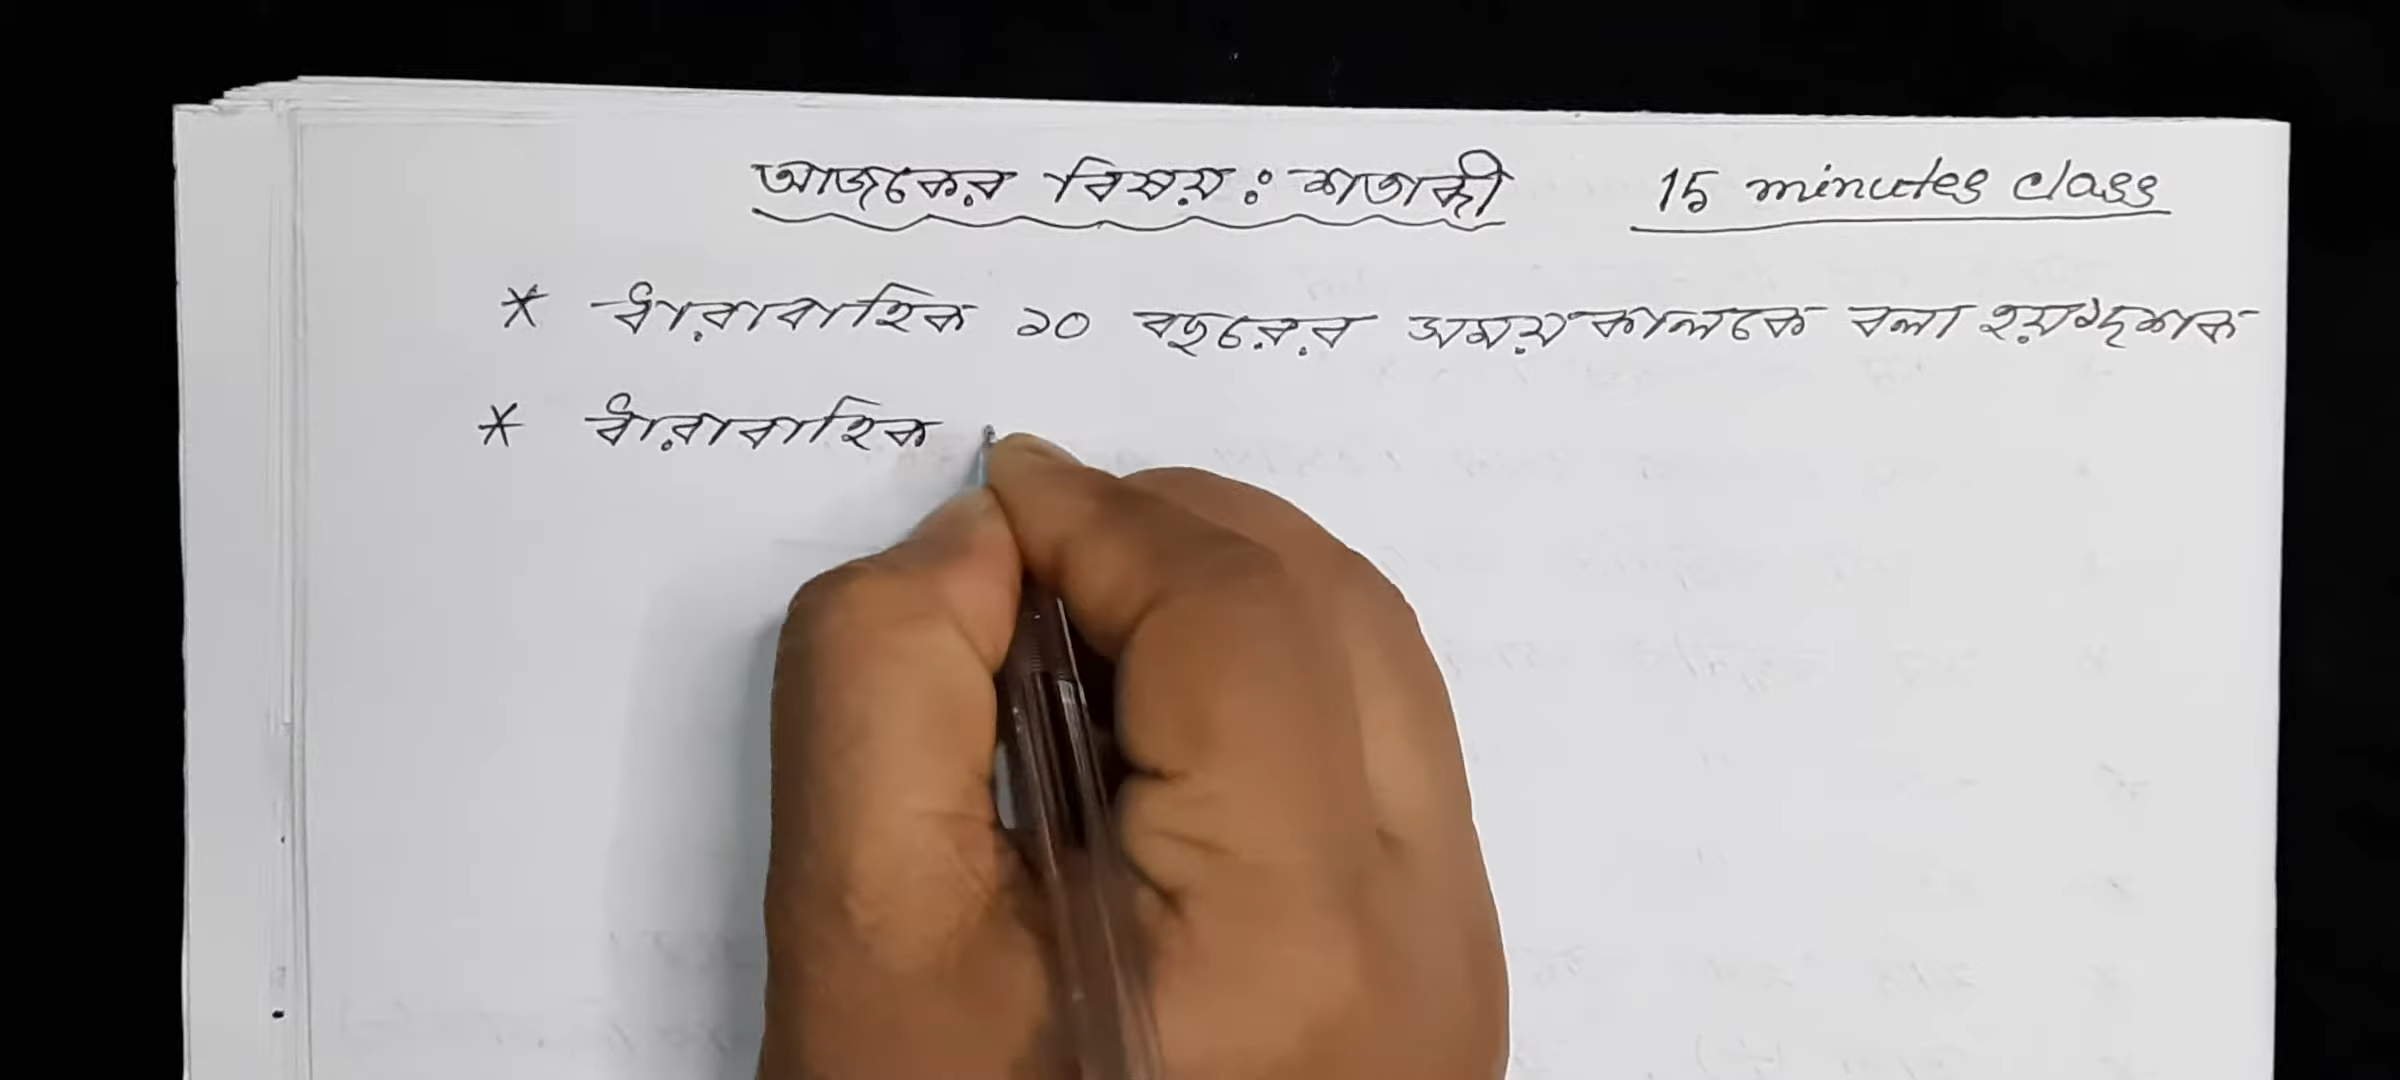 আজকের বিষয়: শতাব্দী 15 minutes class
* ধারাবাহিক ১০ বছরের সময়কালকে বলা হয় দশক
* ধারাবাহিক